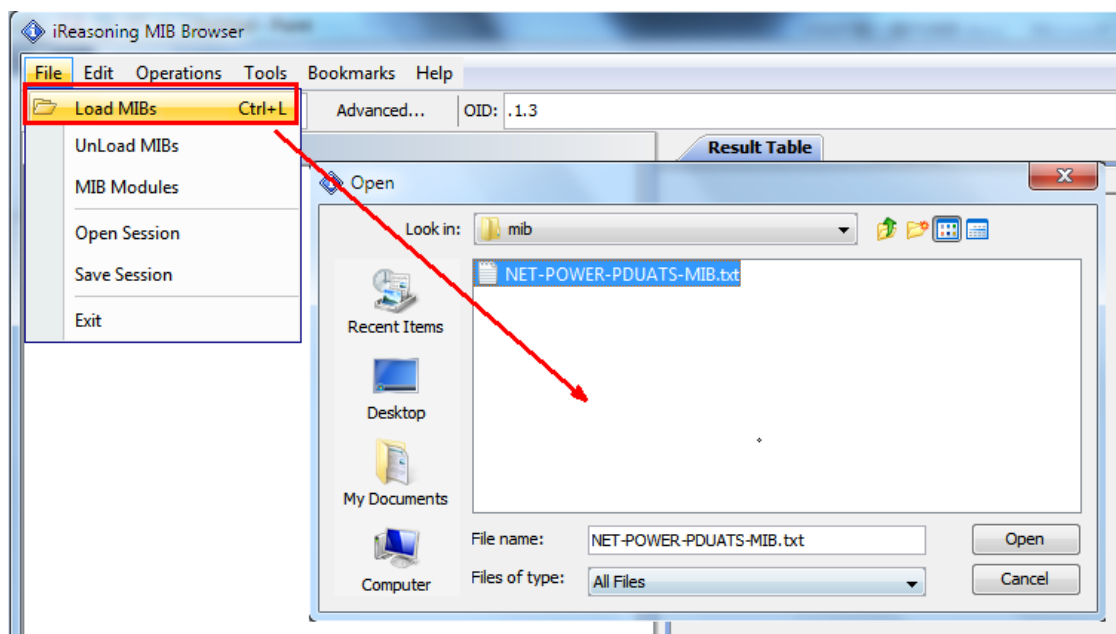 iReasoning MIB Browser
File Edit Operations Tools Bookmarks Help
Load MIBs Ctrl+L
Advanced... OID: .1.3
UnLoad MIBs
Result Table
MIB Modules
Open
Open Session
Look in: mib
Save Session
NET-POWER-PDUATS-MIB.txt
Exit
Recent Items
Desktop
My Documents
Computer
File name: NET-POWER-PDUATS-MIB.txt Open
Files of type: All Files Cancel